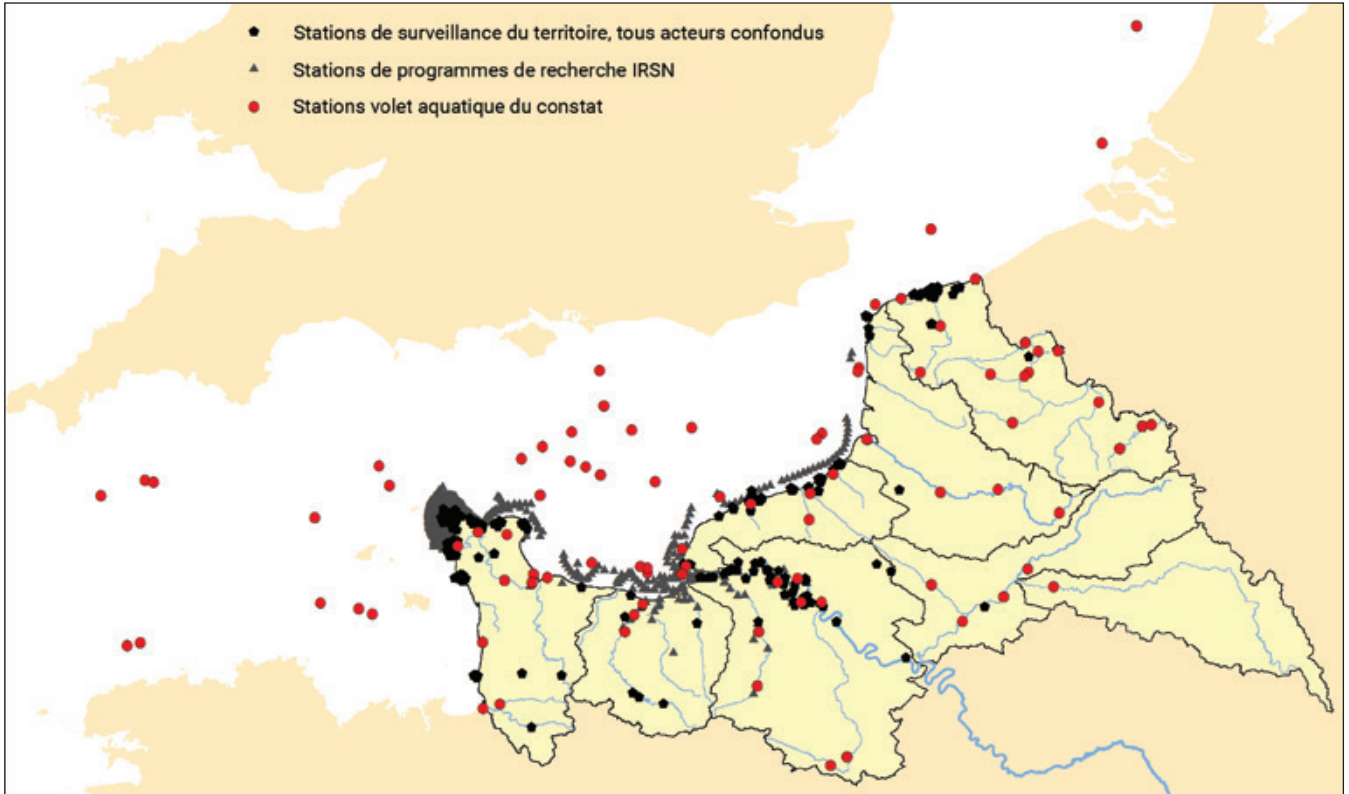 Stations de surveillance du territoire, tous acteurs confondus
Stations de programmes de recherche IRSN
Stations volet aquatique du constat